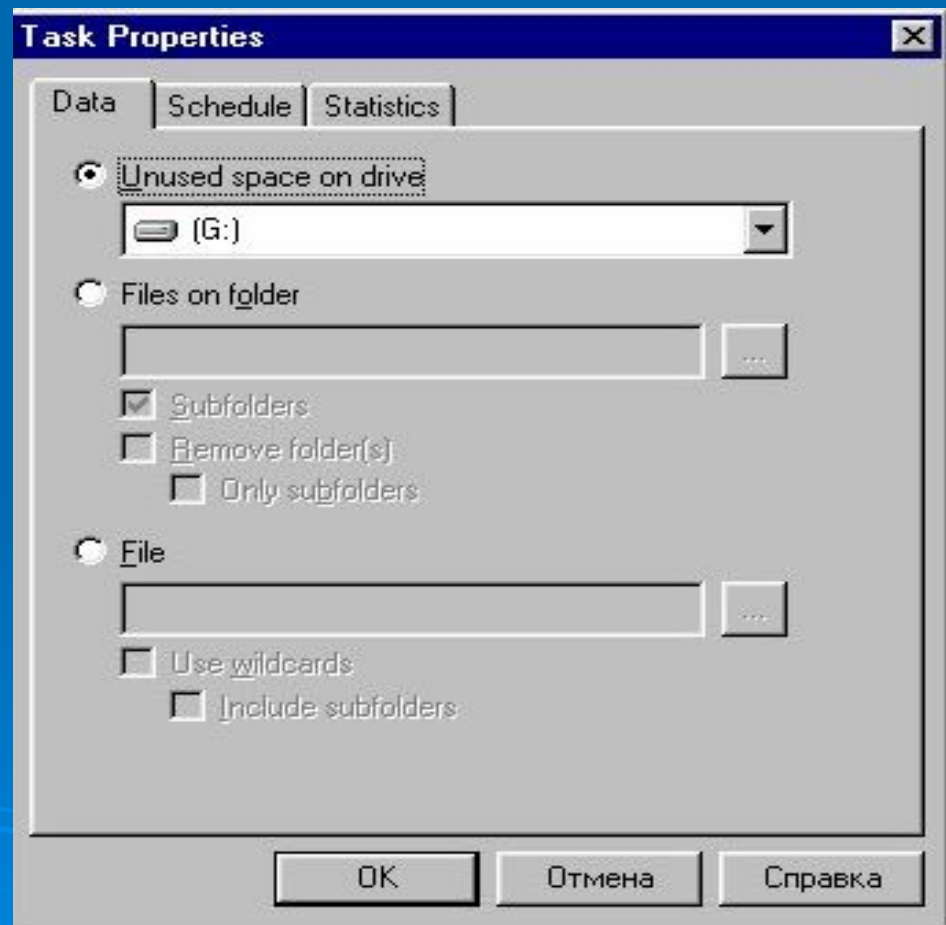 Task Properties
Data Schedule Statistics
Unused space on drive
(G:)
Files on folder
...
Subfolders
Remove folder(s)
Only subfolders
File
...
Use wildcards
Include subfolders
OK Отмена Справка